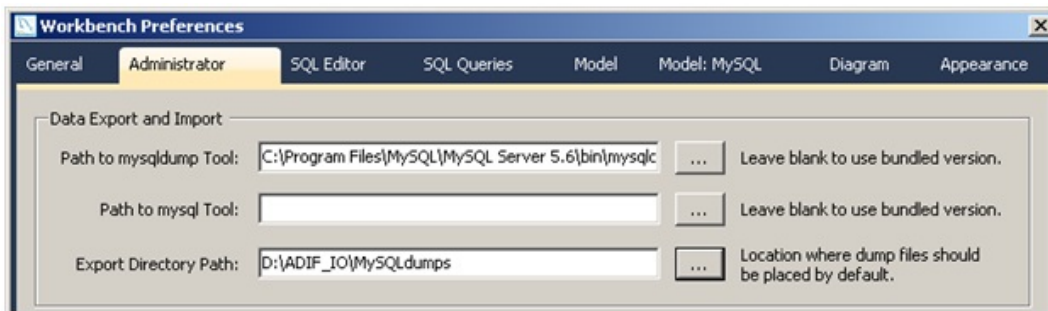 Workbench Preferences
General Administrator SQL Editor SQL Queries Model Model: MySQL Diagram Appearance
Data Export and Import
Path to mysqldump Tool: C:\Program Files\MySQL\MySQL Server 5.6\bin\mysqlc ... Leave blank to use bundled version.
Path to mysql Tool: ... Leave blank to use bundled version.
Export Directory Path: D:\ADIF_IO\MySQLdumps ... Location where dump files should
be placed by default.